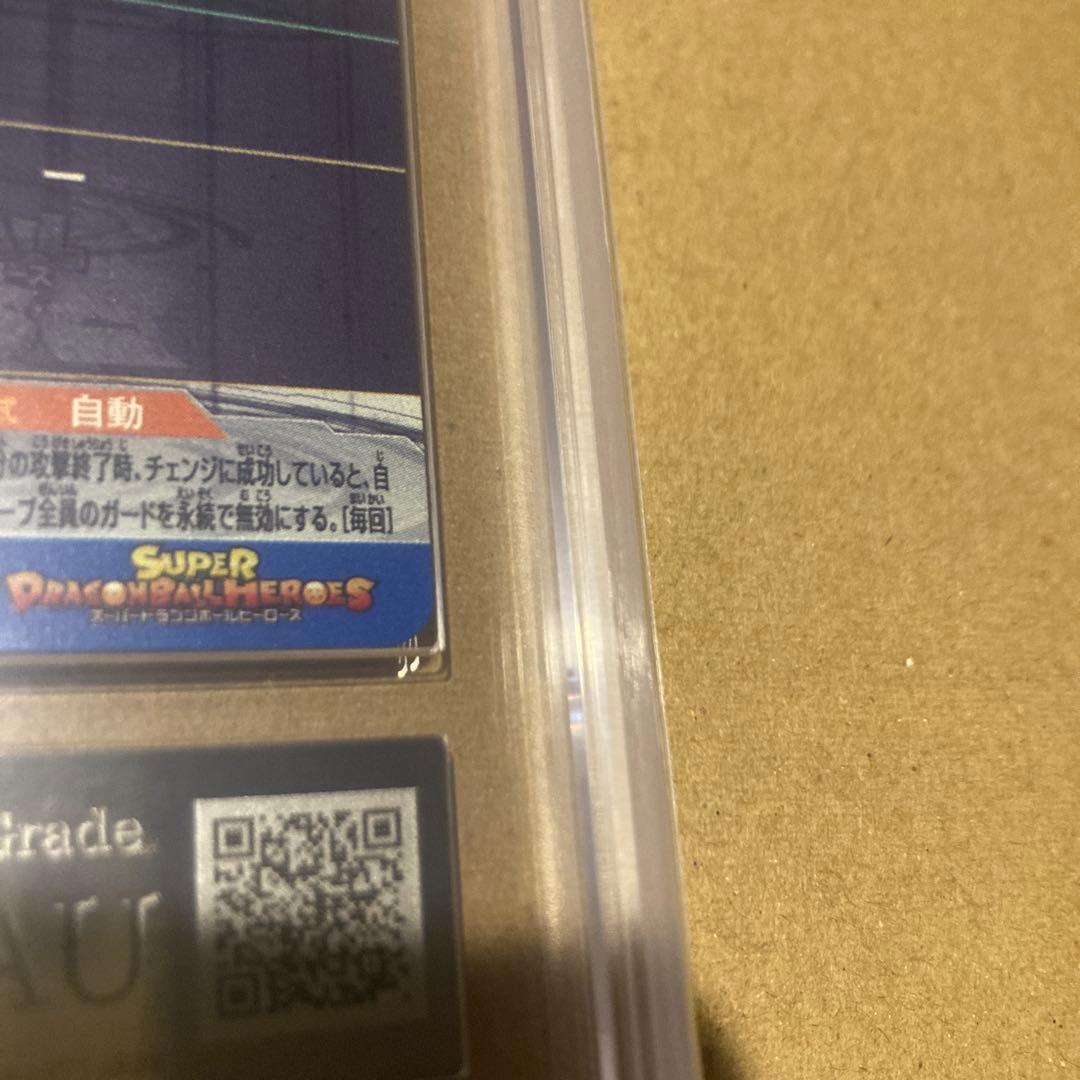 式 自動
分の攻撃終了時、チェンジに成功していると、自
ープ全員のガードを永続で無効にする。[毎回]
SUPER
DRAGONBALL HEROES
スーパードラゴンボールヒーローズ
Grade
AU